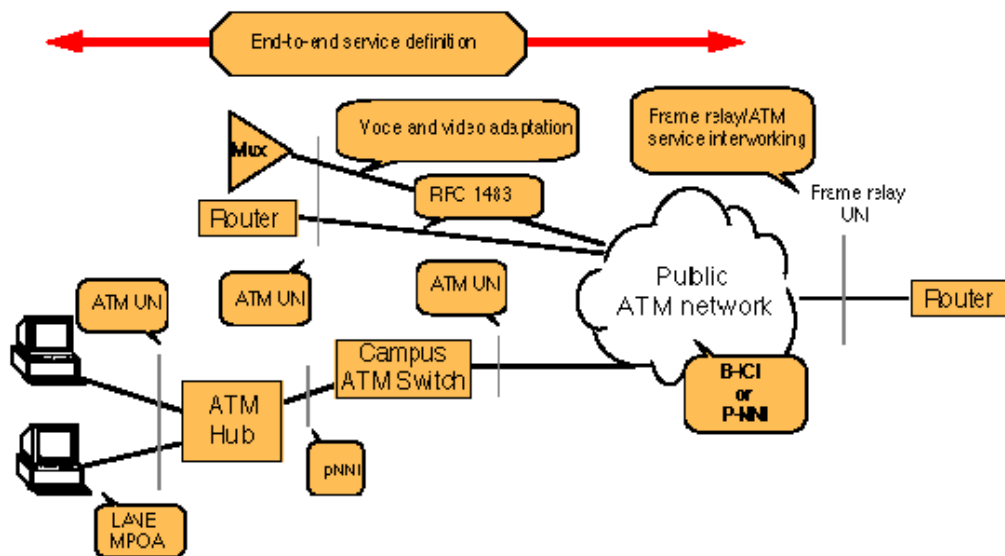 End-to-end service definition
Voce and video adaptation
Frame relay/ATM
service interworking
Mux
RFC 1483
Frame relay
UNI
Router
ATM UNI
ATM UNI
ATM UNI
Public
ATM network
Router
Campus
ATM Switch
B-ICI
or
P-NNI
ATM
Hub
pNNI
LANE
MPOA